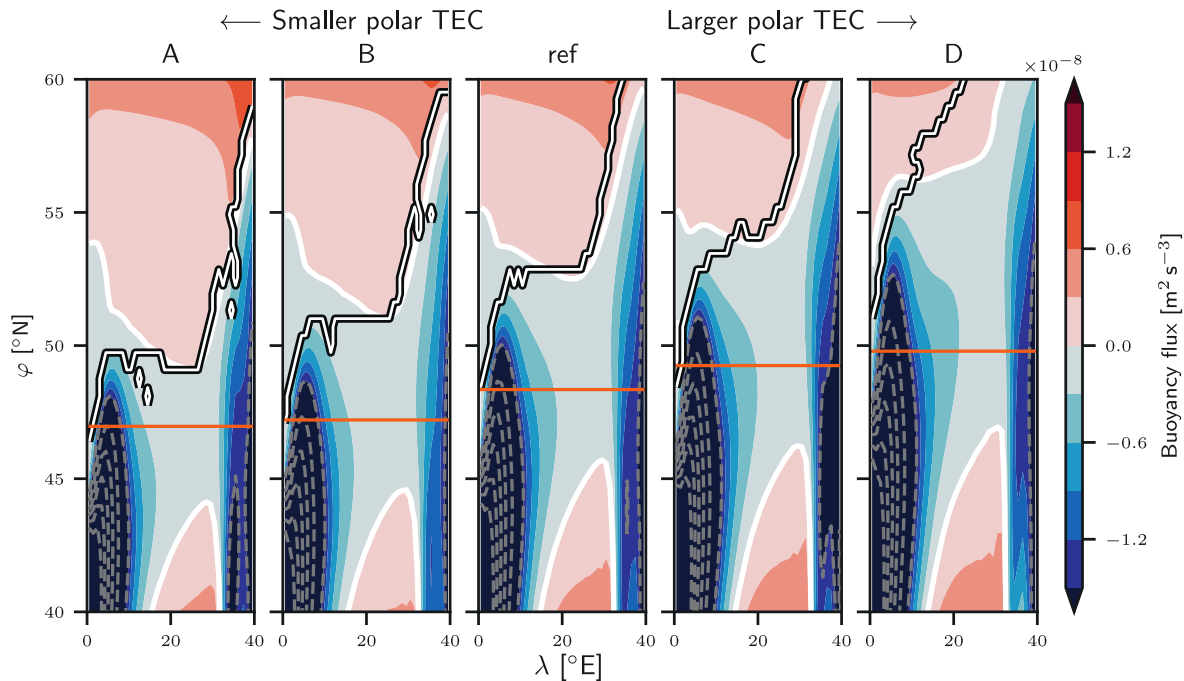 ⟵ Smaller polar TEC Larger polar TEC ⟶
A B ref C D
×10⁻⁸
60
55
50
45
40
φ [°N]
0 20 40 0 20 40 0 20 40 0 20 40 0 20 40
λ [°E]
1.2
0.6
0.0
−0.6
−1.2
Buoyancy flux [m² s⁻³]